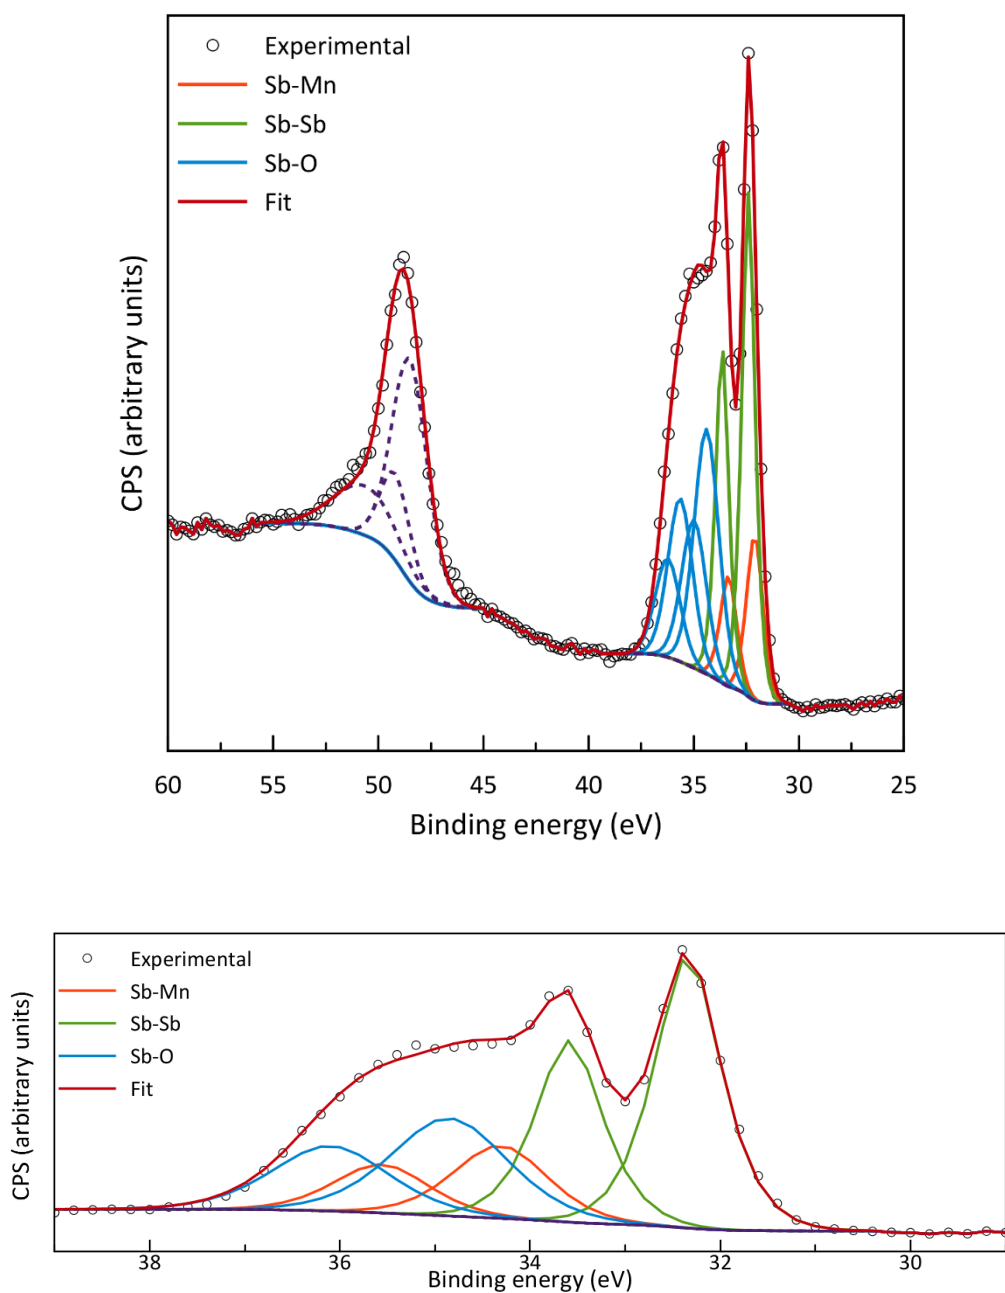 Experimental
Sb-Mn
Sb-Sb
Sb-O
Fit
CPS (arbitrary units)
60 55 50 45 40 35 30 25
Binding energy (eV)
Experimental
Sb-Mn
Sb-Sb
Sb-O
Fit
CPS (arbitrary units)
38 36 34 32 30
Binding energy (eV)